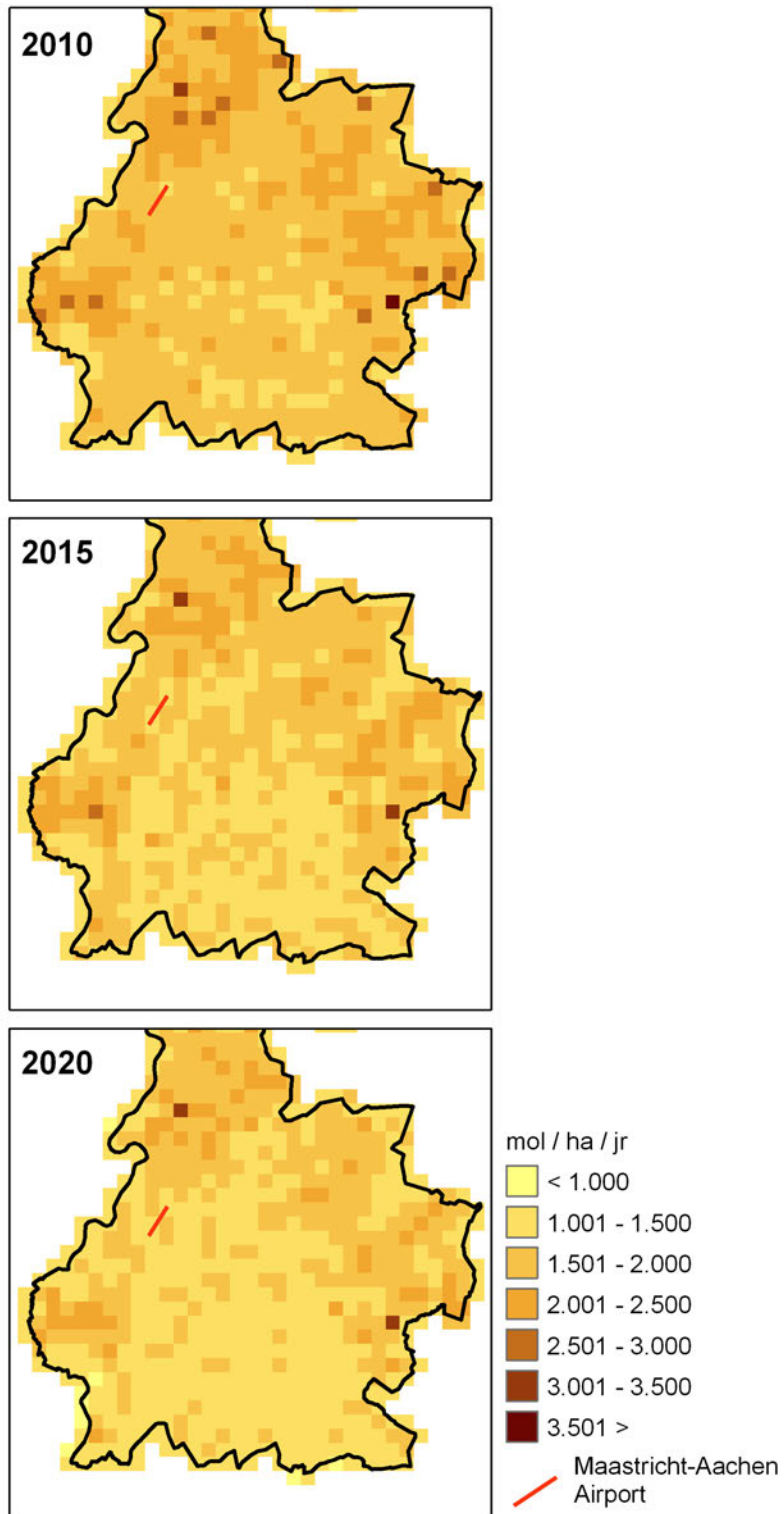 2010
2015
2020
mol / ha / jr
< 1.000
1.001 - 1.500
1.501 - 2.000
2.001 - 2.500
2.501 - 3.000
3.001 - 3.500
3.501 >
Maastricht-Aachen
Airport